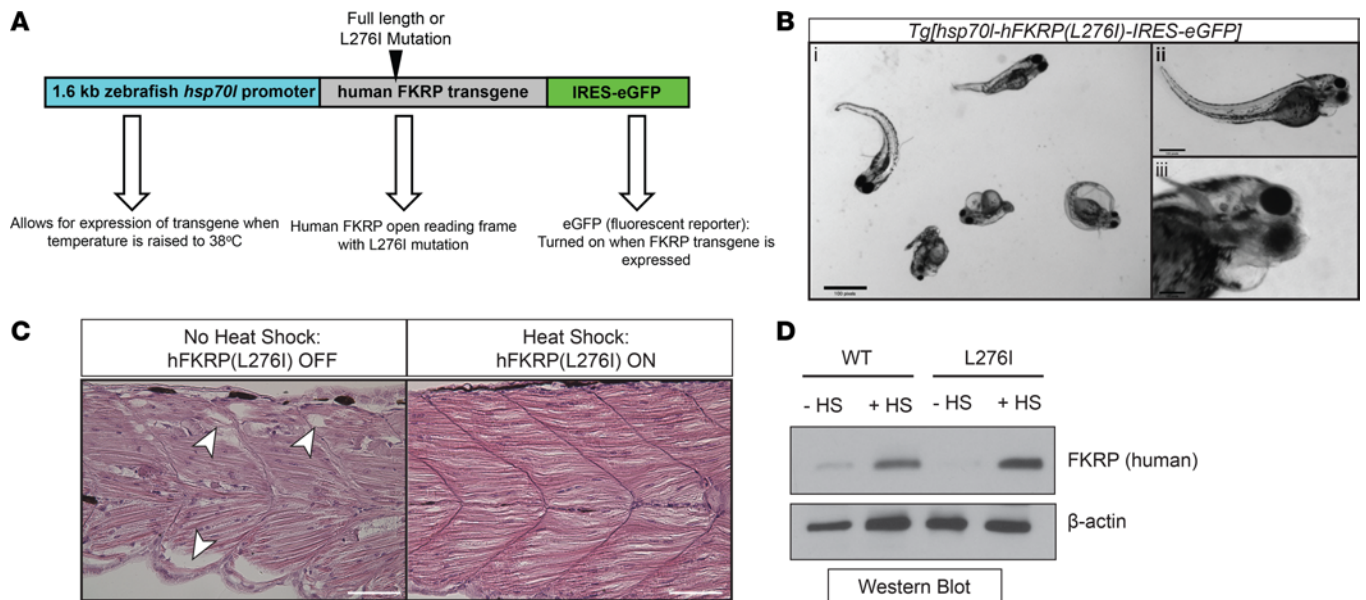 A
Full length or
L276I Mutation
1.6 kb zebrafish hsp70l promoter
human FKRP transgene
IRES-eGFP
Allows for expression of transgene when
temperature is raised to 38ºC
Human FKRP open reading frame
with L276I mutation
eGFP (fluorescent reporter):
Turned on when FKRP transgene is
expressed
B
Tg[hsp70l-hFKRP(L276I)-IRES-eGFP]
i
ii
iii
100 pixels
C
No Heat Shock:
hFKRP(L276I) OFF
Heat Shock:
hFKRP(L276I) ON
D
WT
L276I
- HS
+ HS
- HS
+ HS
FKRP (human)
β-actin
Western Blot